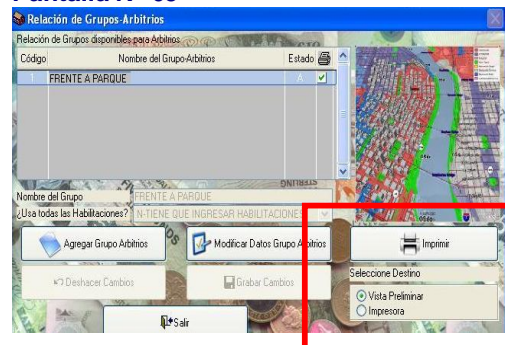 Relación de Grupos-Arbitrios
Relación de Grupos disponibles para Arbitrios
Código Nombre del Grupo-Arbitrios Estado
1 FRENTE A PARQUE A
Nombre del Grupo FRENTE A PARQUE
¿Usa todas las Habilitaciones? N-TIENE QUE INGRESAR HABILITACIONES
Agregar Grupo Arbitrios Modificar Datos Grupo Arbitrios Imprimir
Deshacer Cambios Grabar Cambios
Seleccione Destino
Vista Preliminar
Impresora
Salir